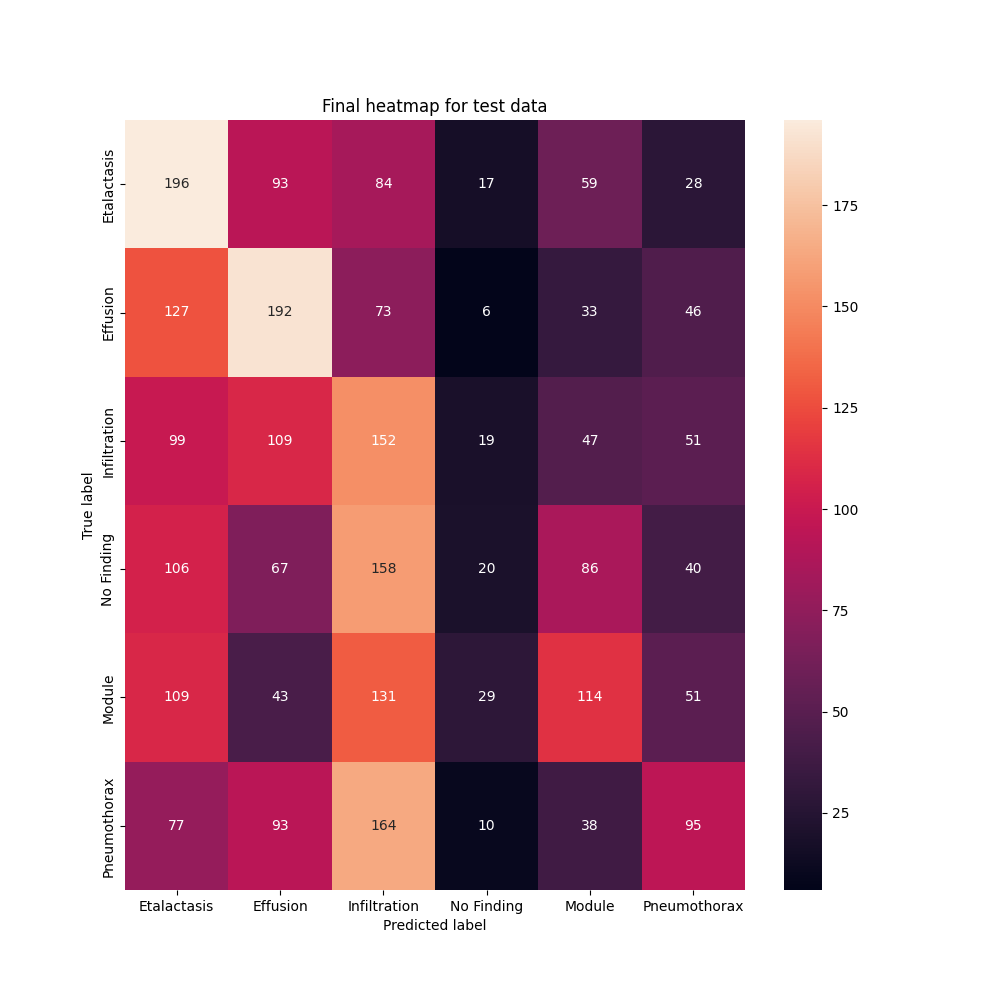 Final heatmap for test data
Etalactasis 196 93 84 17 59 28
Effusion 127 192 73 6 33 46
Infiltration 99 109 152 19 47 51
No Finding 106 67 158 20 86 40
Module 109 43 131 29 114 51
Pneumothorax 77 93 164 10 38 95
True label
Etalactasis Effusion Infiltration No Finding Module Pneumothorax
Predicted label
175
150
125
100
75
50
25